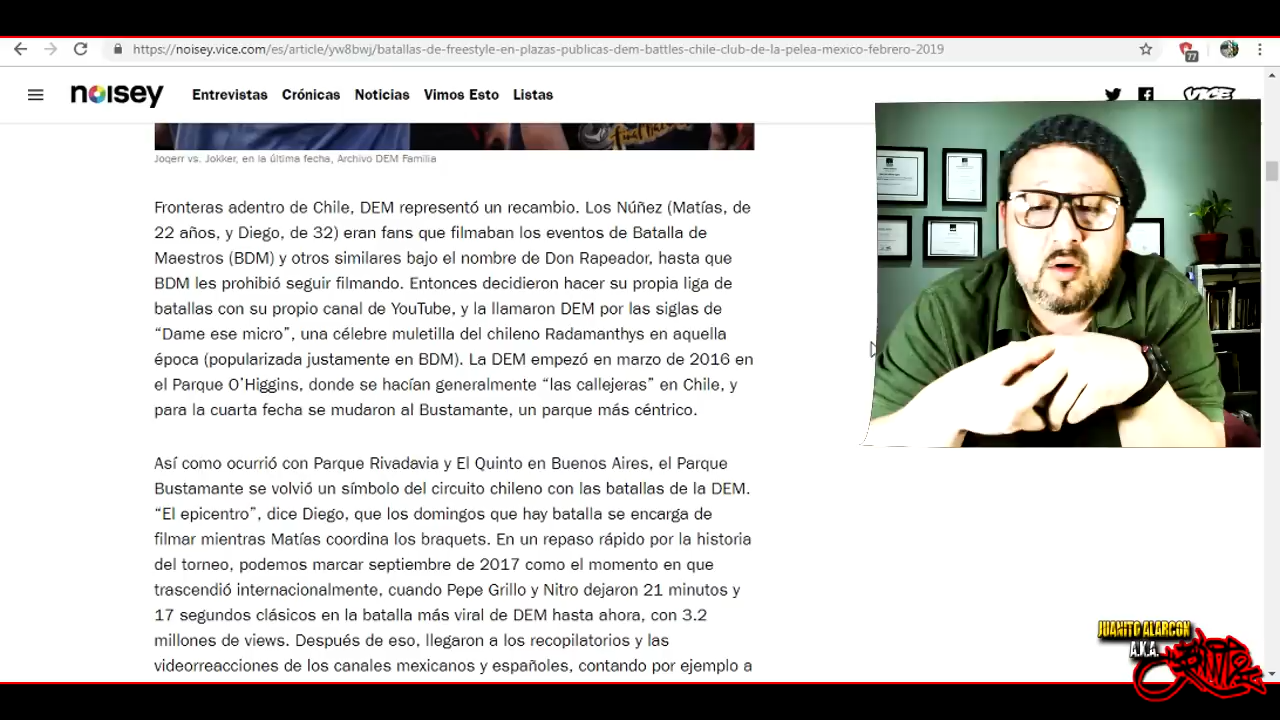 https://noisey.vice.com/es/article/yw8bwj/batallas-de-freestyle-en-plazas-publicas-dem-battles-chile-club-de-la-pelea-mexico-febrero-2019
77
noisey Entrevistas Crónicas Noticias Vimos Esto Listas VICE
Joqerr vs. Jokker, en la última fecha, Archivo DEM Familia
Fronteras adentro de Chile, DEM representó un recambio. Los Núñez (Matías, de
22 años, y Diego, de 32) eran fans que filmaban los eventos de Batalla de
Maestros (BDM) y otros similares bajo el nombre de Don Rapeador, hasta que
BDM les prohibió seguir filmando. Entonces decidieron hacer su propia liga de
batallas con su propio canal de YouTube, y la llamaron DEM por las siglas de
“Dame ese micro”, una célebre muletilla del chileno Radamanthys en aquella
época (popularizada justamente en BDM). La DEM empezó en marzo de 2016 en
el Parque O’Higgins, donde se hacían generalmente “las callejeras” en Chile, y
para la cuarta fecha se mudaron al Bustamante, un parque más céntrico.
Así como ocurrió con Parque Rivadavia y El Quinto en Buenos Aires, el Parque
Bustamante se volvió un símbolo del circuito chileno con las batallas de la DEM.
“El epicentro”, dice Diego, que los domingos que hay batalla se encarga de
filmar mientras Matías coordina los braquets. En un repaso rápido por la historia
del torneo, podemos marcar septiembre de 2017 como el momento en que
trascendió internacionalmente, cuando Pepe Grillo y Nitro dejaron 21 minutos y
17 segundos clásicos en la batalla más viral de DEM hasta ahora, con 3.2
millones de views. Después de eso, llegaron a los recopilatorios y las
videorreacciones de los canales mexicanos y españoles, contando por ejemplo a
JUANITO ALARCON
A.K.A.